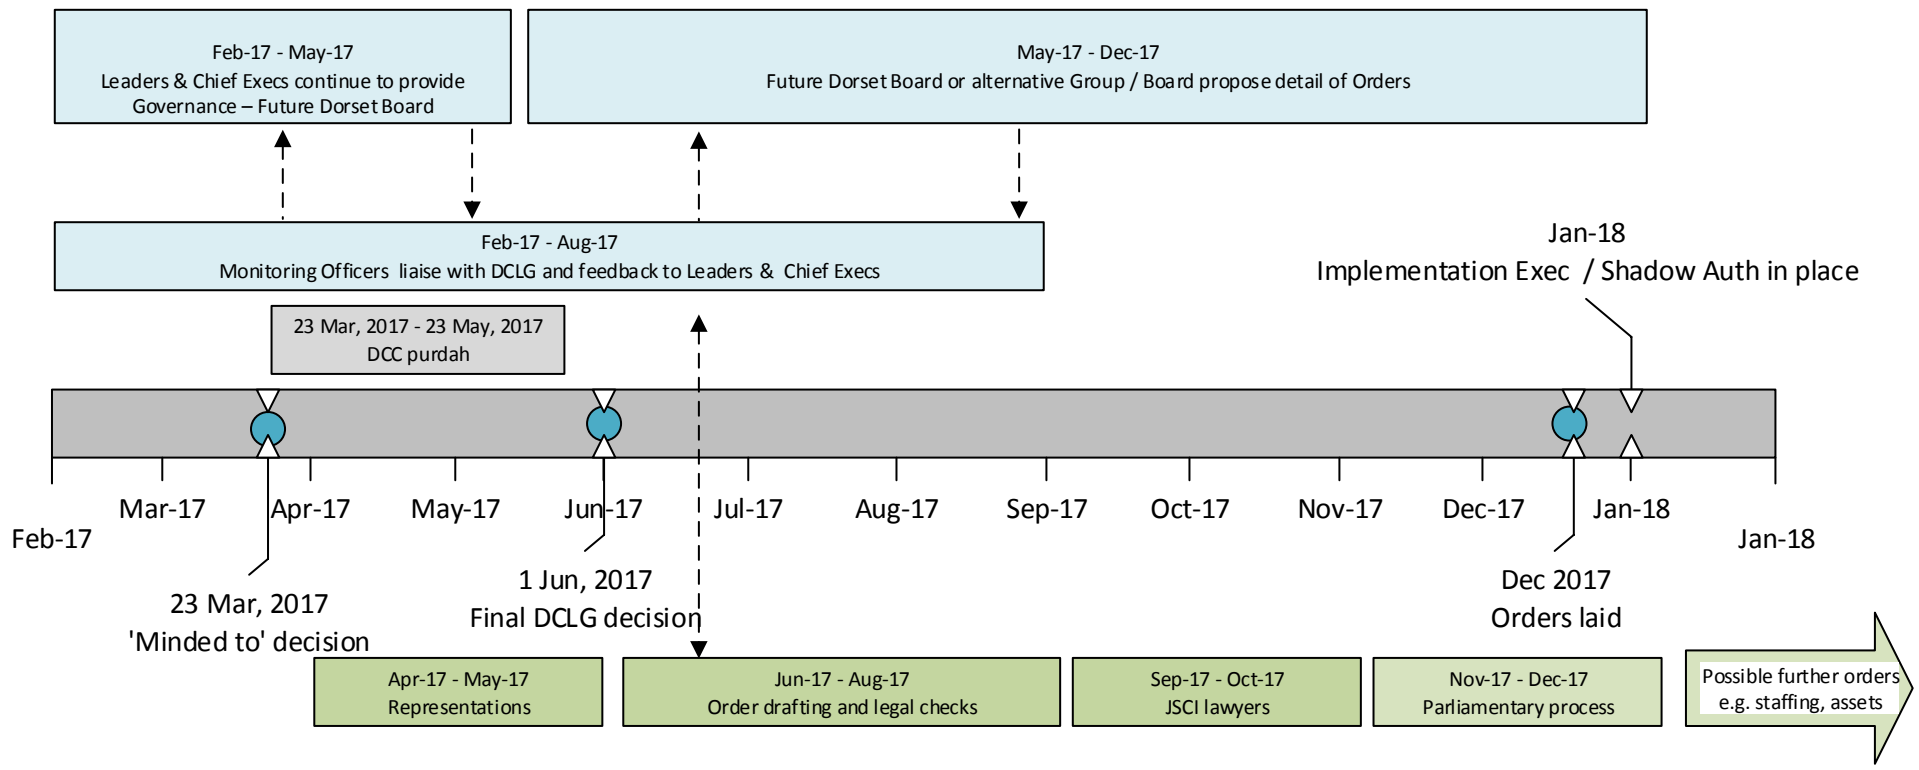 Feb-17 - May-17
Leaders & Chief Execs continue to provide
Governance – Future Dorset Board
May-17 - Dec-17
Future Dorset Board or alternative Group / Board propose detail of Orders
Feb-17 - Aug-17
Monitoring Officers liaise with DCLG and feedback to Leaders & Chief Execs
Jan-18
Implementation Exec / Shadow Auth in place
23 Mar, 2017 - 23 May, 2017
DCC purdah
Mar-17
Apr-17
May-17
Jun-17
Jul-17
Aug-17
Sep-17
Oct-17
Nov-17
Dec-17
Jan-18
Feb-17
Jan-18
23 Mar, 2017
'Minded to' decision
1 Jun, 2017
Final DCLG decision
Dec 2017
Orders laid
Apr-17 - May-17
Representations
Jun-17 - Aug-17
Order drafting and legal checks
Sep-17 - Oct-17
JSCI lawyers
Nov-17 - Dec-17
Parliamentary process
Possible further orders
e.g. staffing, assets